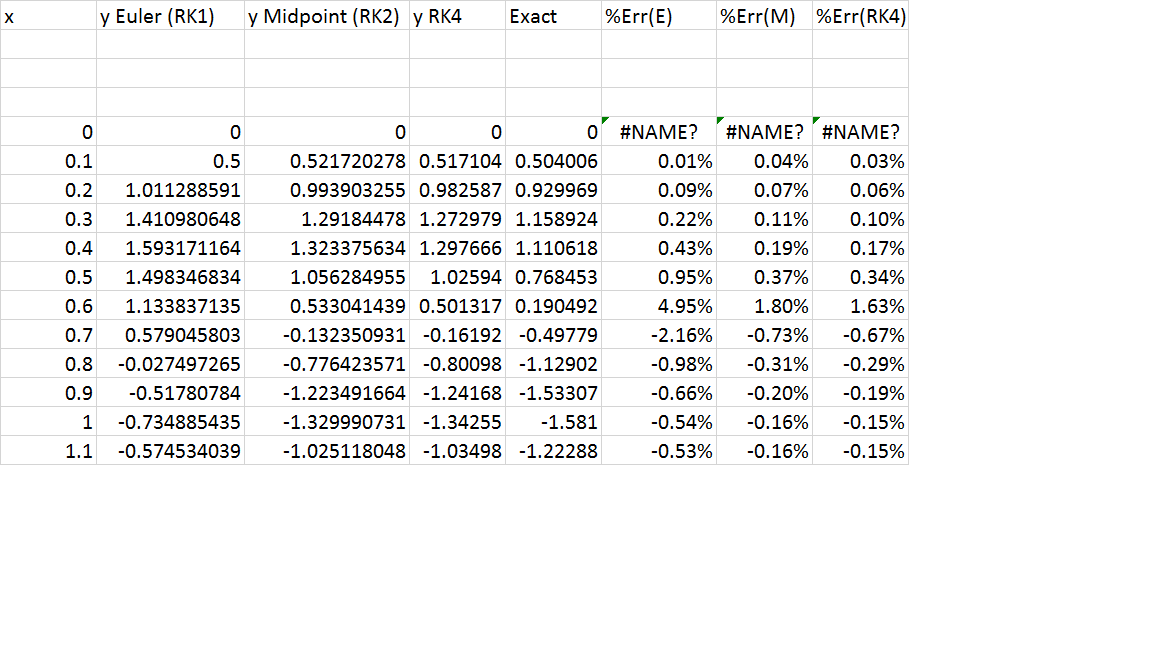 x y Euler (RK1) y Midpoint (RK2) y RK4 Exact %Err(E) %Err(M) %Err(RK4)
0 0 0 0 0 #NAME? #NAME? #NAME?
0.1 0.5 0.521720278 0.517104 0.504006 0.01% 0.04% 0.03%
0.2 1.011288591 0.993903255 0.982587 0.929969 0.09% 0.07% 0.06%
0.3 1.410980648 1.29184478 1.272979 1.158924 0.22% 0.11% 0.10%
0.4 1.593171164 1.323375634 1.297666 1.110618 0.43% 0.19% 0.17%
0.5 1.498346834 1.056284955 1.02594 0.768453 0.95% 0.37% 0.34%
0.6 1.133837135 0.533041439 0.501317 0.190492 4.95% 1.80% 1.63%
0.7 0.579045803 -0.132350931 -0.16192 -0.49779 -2.16% -0.73% -0.67%
0.8 -0.027497265 -0.776423571 -0.80098 -1.12902 -0.98% -0.31% -0.29%
0.9 -0.51780784 -1.223491664 -1.24168 -1.53307 -0.66% -0.20% -0.19%
1 -0.734885435 -1.329990731 -1.34255 -1.581 -0.54% -0.16% -0.15%
1.1 -0.574534039 -1.025118048 -1.03498 -1.22288 -0.53% -0.16% -0.15%